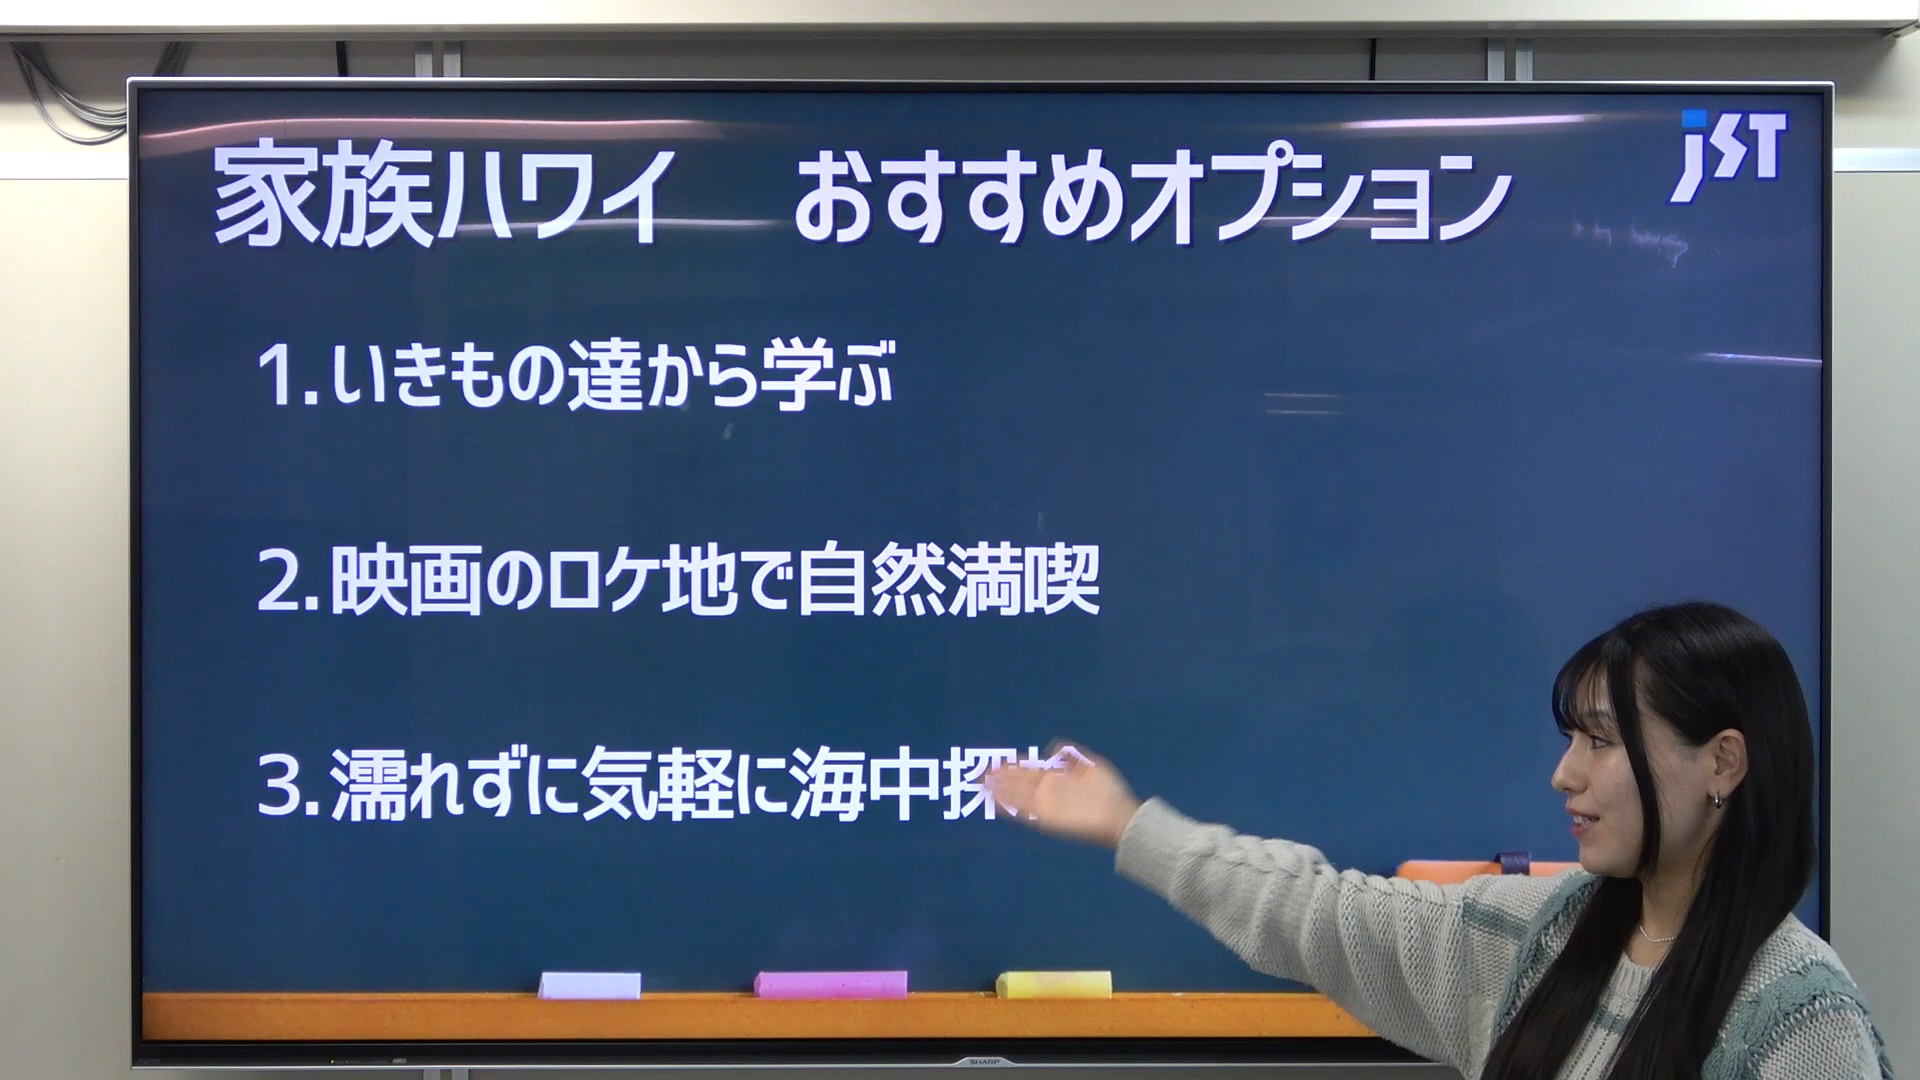 家族ハワイ　おすすめオプション
jST
1.いきもの達から学ぶ
2.映画のロケ地で自然満喫
3.濡れずに気軽に海中探検
SHARP